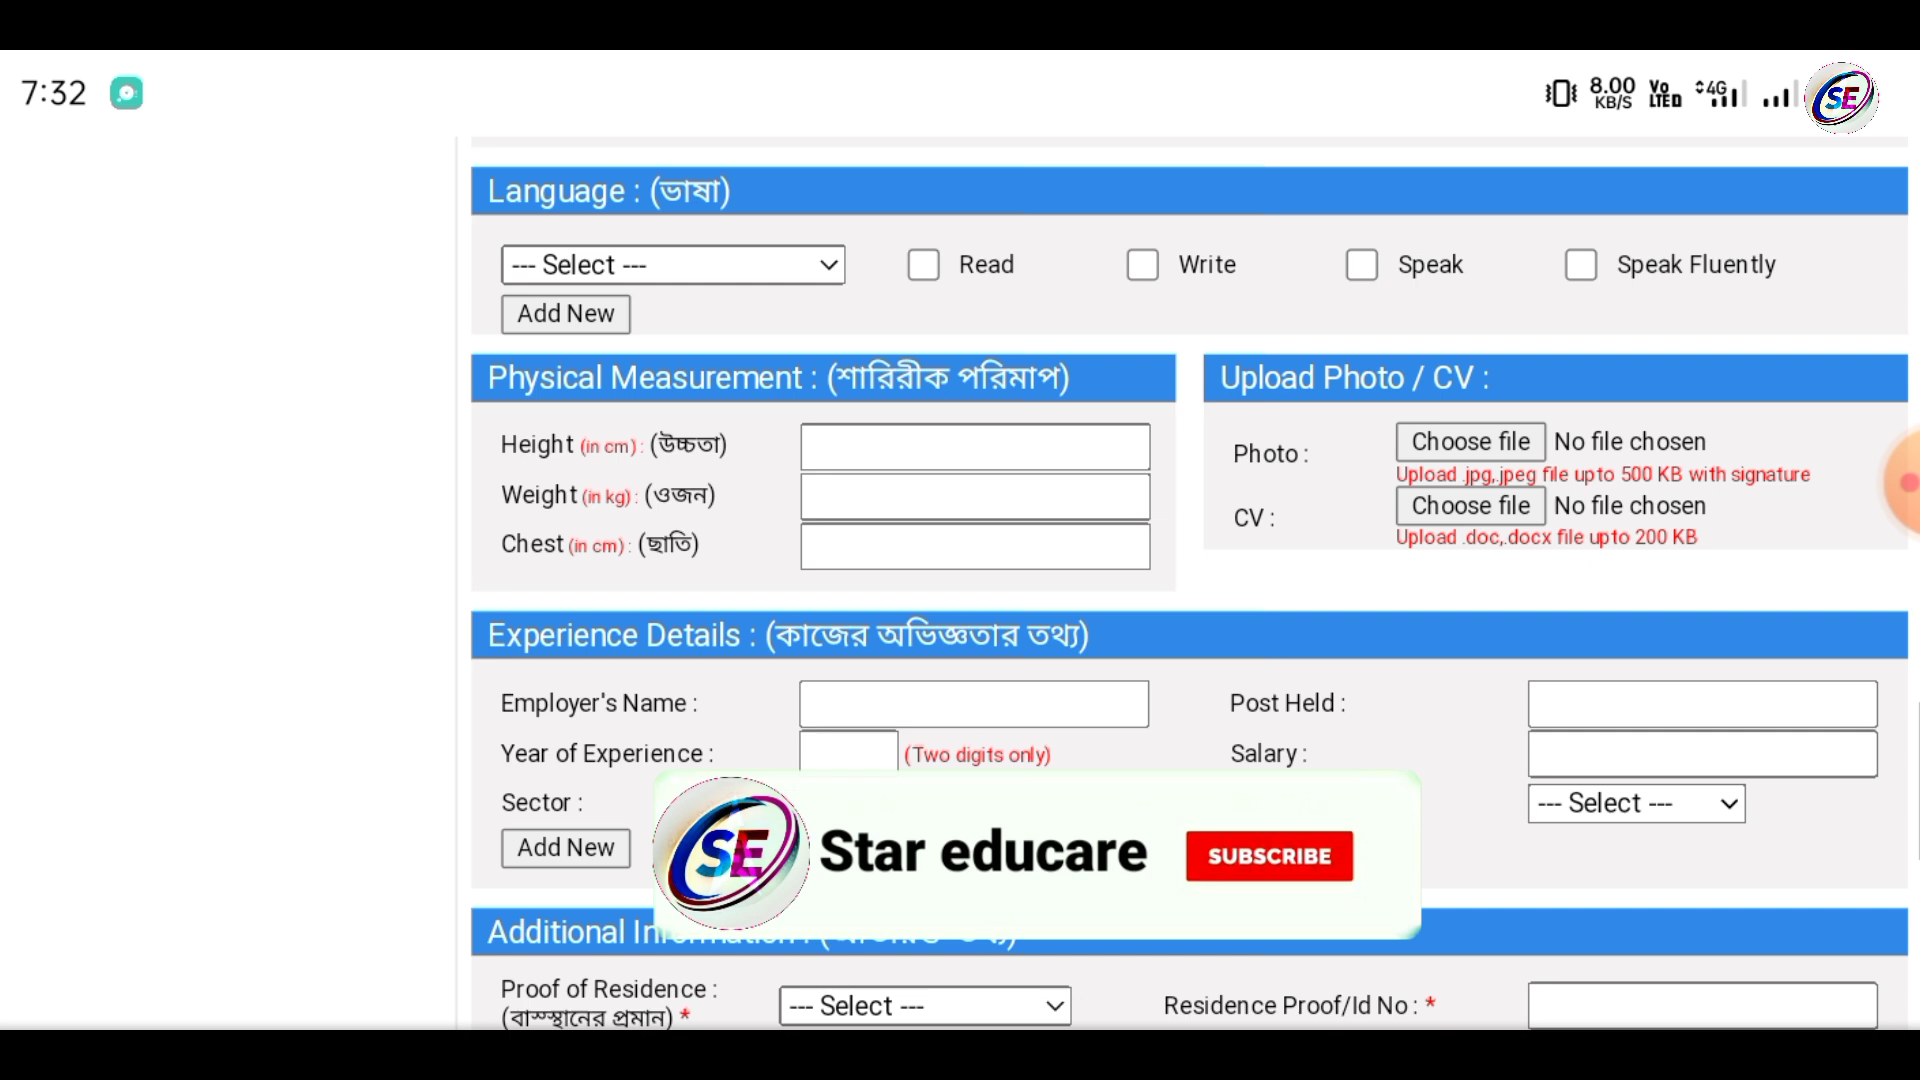 7:32
8.00 KB/S
Vo LTE
4G
SE
Language : (ভাষা)
--- Select ---
Read
Write
Speak
Speak Fluently
Add New
Physical Measurement : (শারিরীক পরিমাপ)
Upload Photo / CV :
Height (in cm) : (উচ্চতা)
Weight (in kg) : (ওজন)
Chest (in cm) : (ছাতি)
Photo :
Choose file No file chosen
Upload .jpg,.jpeg file upto 500 KB with signature
CV :
Choose file No file chosen
Upload .doc,.docx file upto 200 KB
Experience Details : (কাজের অভিজ্ঞতার তথ্য)
Employer's Name :
Post Held :
Year of Experience :
(Two digits only)
Salary :
Sector :
--- Select ---
Add New
SE
Star educare
SUBSCRIBE
Additional
Proof of Residence :
(বাস্স্থানের প্রমান) *
--- Select ---
Residence Proof/Id No : *